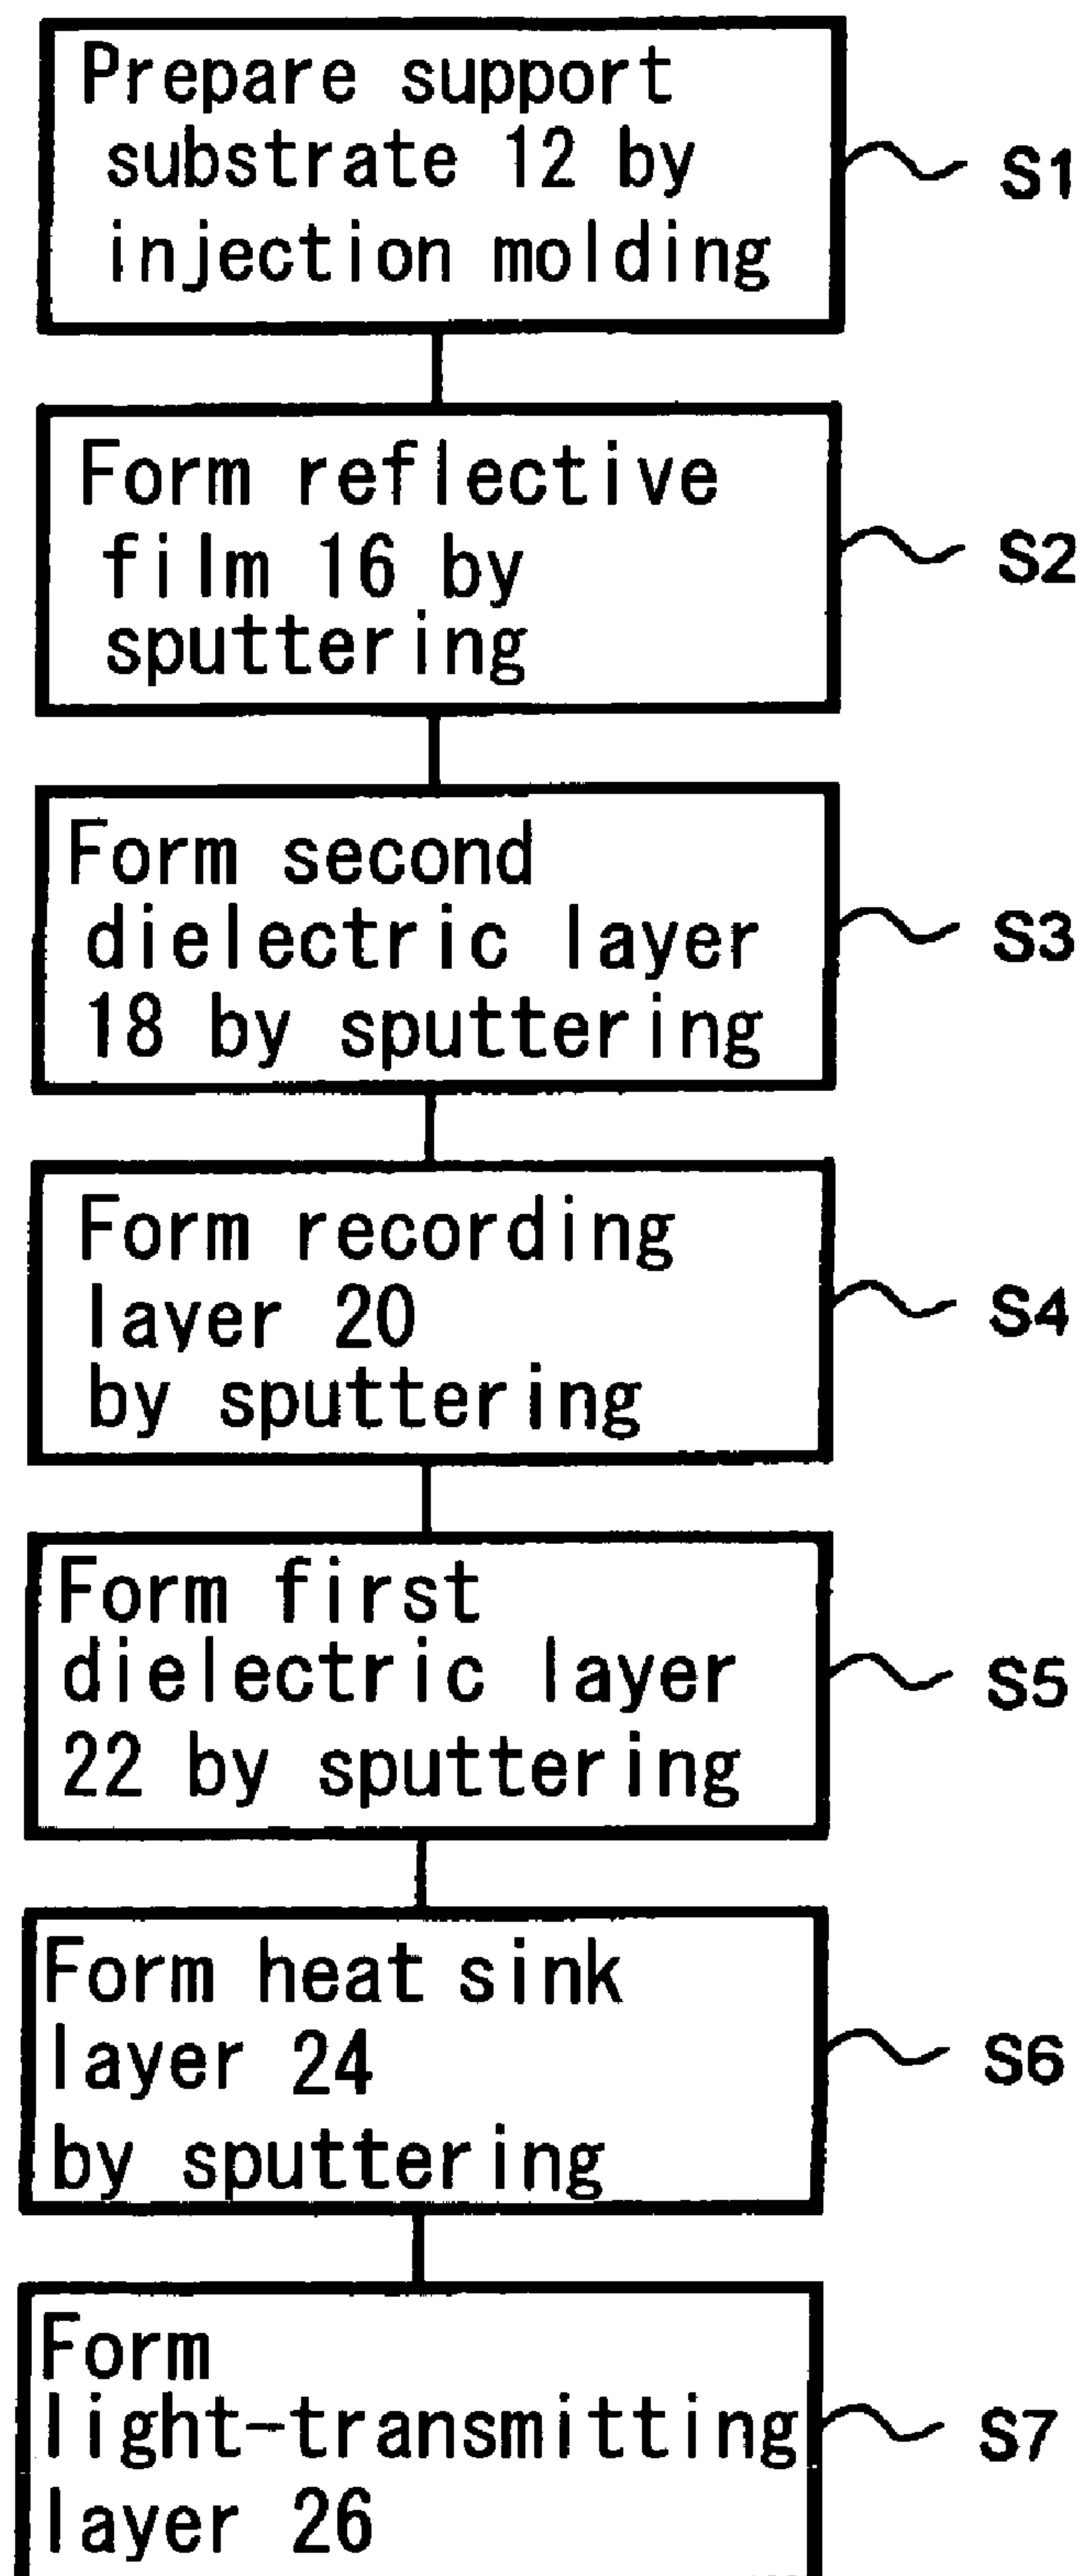 Prepare support
substrate 12 by
injection molding
S1
Form reflective
film 16 by
sputtering
S2
Form second
dielectric layer
18 by sputtering
S3
Form recording
layer 20
by sputtering
S4
Form first
dielectric layer
22 by sputtering
S5
Form heat sink
layer 24
by sputtering
S6
Form
light-transmitting
layer 26
S7